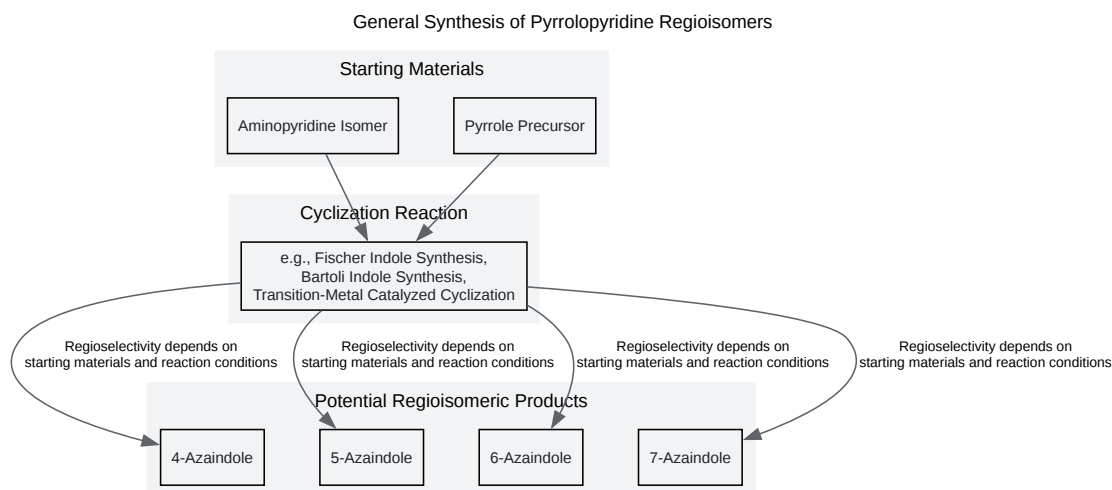 General Synthesis of Pyrrolopyridine Regioisomers
Starting Materials
Aminopyridine Isomer
Pyrrole Precursor
Cyclization Reaction
e.g., Fischer Indole Synthesis,
Bartoli Indole Synthesis,
Transition-Metal Catalyzed Cyclization
Regioselectivity depends on
starting materials and reaction conditions
Regioselectivity depends on
starting materials and reaction conditions
Regioselectivity depends on
starting materials and reaction conditions
Regioselectivity depends on
starting materials and reaction conditions
Potential Regioisomeric Products
4-Azaindole
5-Azaindole
6-Azaindole
7-Azaindole